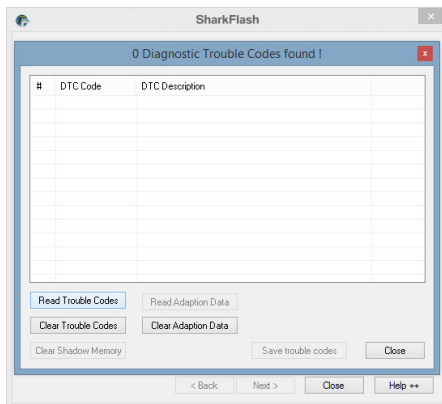 SharkFlash
0 Diagnostic Trouble Codes found !
# DTC Code DTC Description
Read Trouble Codes Read Adaption Data
Clear Trouble Codes Clear Adaption Data
Clear Shadow Memory Save trouble codes Close
< Back Next > Close Help ++